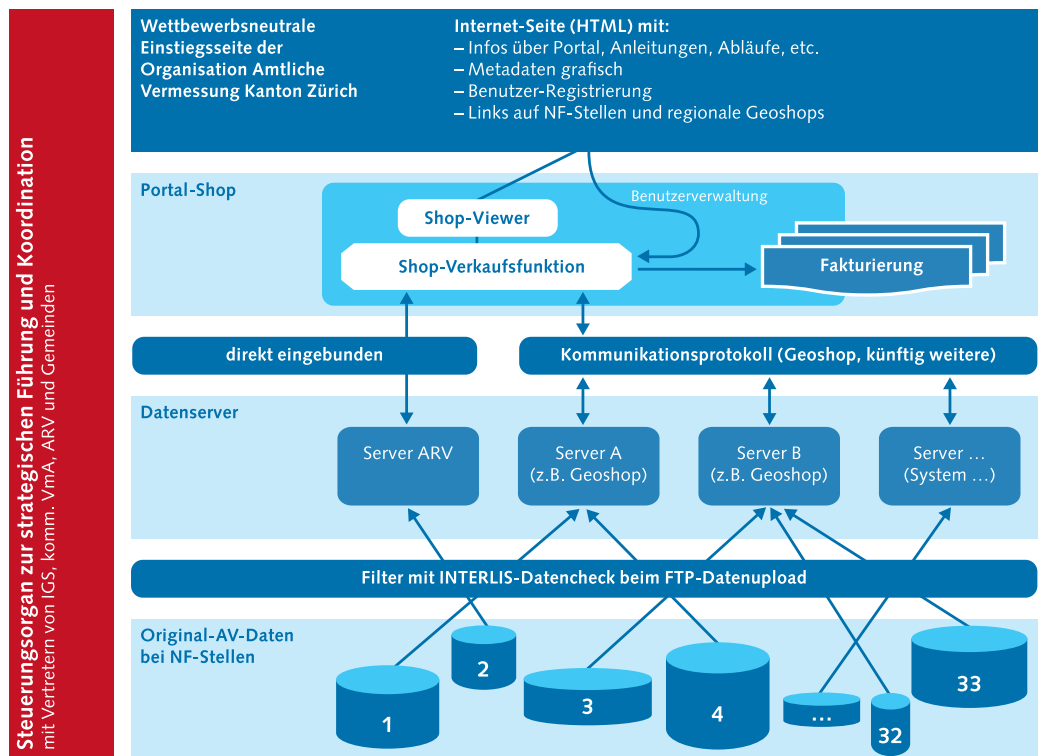 Steuerungsorgan zur strategischen Führung und Koordination
mit Vertretern von IGS, komm. VmA, ARV und Gemeinden
Wettbewerbsneutrale
Einstiegsseite der
Organisation Amtliche
Vermessung Kanton Zürich
Internet-Seite (HTML) mit:
– Infos über Portal, Anleitungen, Abläufe, etc.
– Metadaten grafisch
– Benutzer-Registrierung
– Links auf NF-Stellen und regionale Geoshops
Portal-Shop
Benutzerverwaltung
Shop-Viewer
Shop-Verkaufsfunktion
Fakturierung
direkt eingebunden
Kommunikationsprotokoll (Geoshop, künftig weitere)
Datenserver
Server ARV
Server A
(z.B. Geoshop)
Server B
(z.B. Geoshop)
Server ...
(System ...)
Filter mit INTERLIS-Datencheck beim FTP-Datenupload
Original-AV-Daten
bei NF-Stellen
1
2
3
4
...
32
33